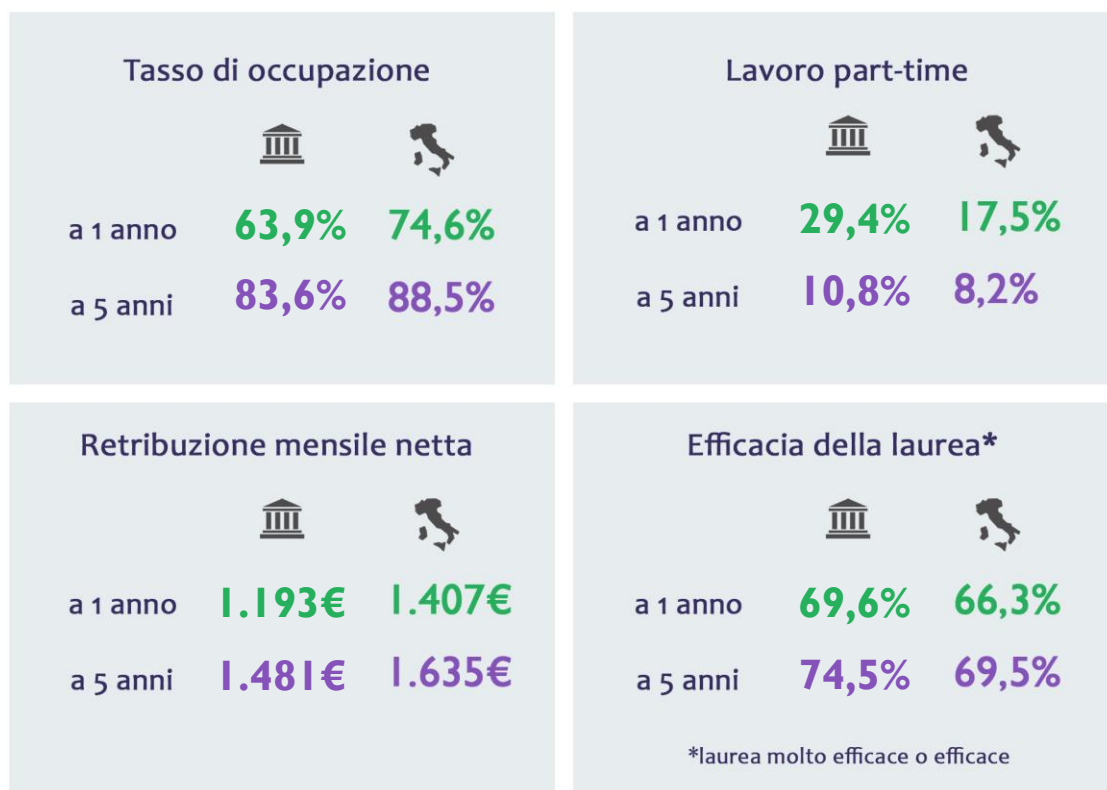 Tasso di occupazione
a 1 anno 63,9% 74,6%
a 5 anni 83,6% 88,5%
Lavoro part-time
a 1 anno 29,4% 17,5%
a 5 anni 10,8% 8,2%
Retribuzione mensile netta
a 1 anno 1.193€ 1.407€
a 5 anni 1.481€ 1.635€
Efficacia della laurea*
a 1 anno 69,6% 66,3%
a 5 anni 74,5% 69,5%
*laurea molto efficace o efficace